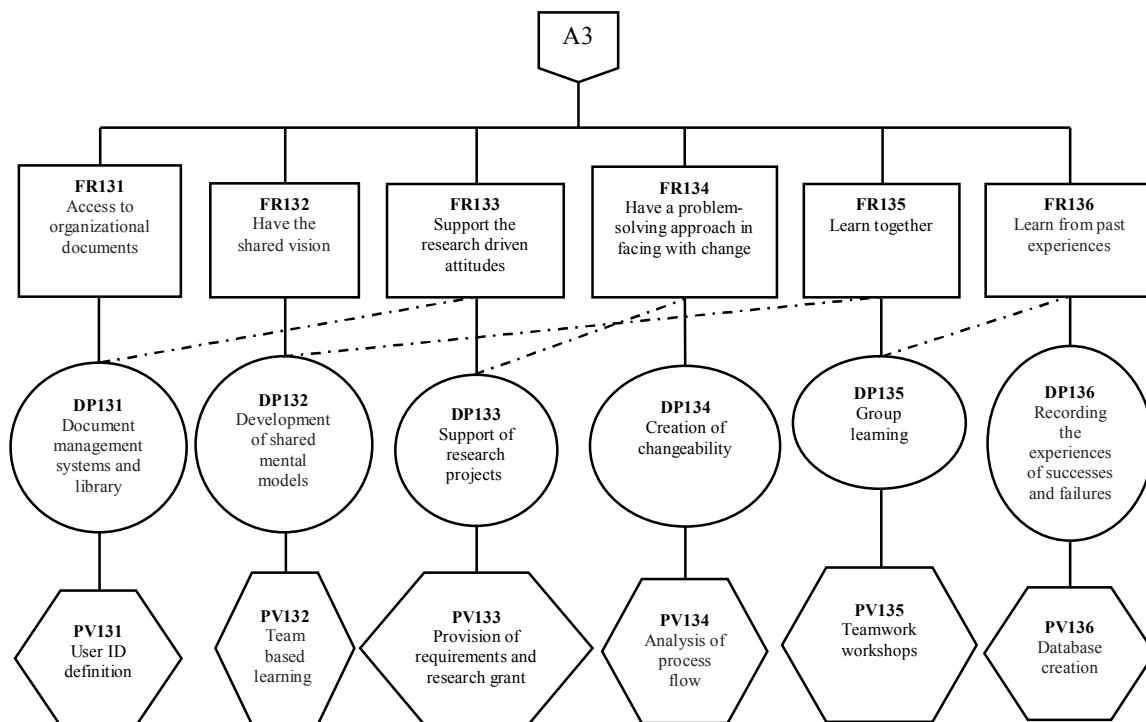 A3
FR131
Access to
organizational
documents
FR132
Have the
shared vision
FR133
Support the
research driven
attitudes
FR134
Have a problem-
solving approach in
facing with change
FR135
Learn together
FR136
Learn from past
experiences
DP131
Document
management
systems and
library
DP132
Development
of shared
mental
models
DP133
Support of
research
projects
DP134
Creation of
changeability
DP135
Group
learning
DP136
Recording
the
experiences
of successes
and failures
PV131
User ID
definition
PV132
Team
based
learning
PV133
Provision of
requirements and
research grant
PV134
Analysis of
process
flow
PV135
Teamwork
workshops
PV136
Database
creation